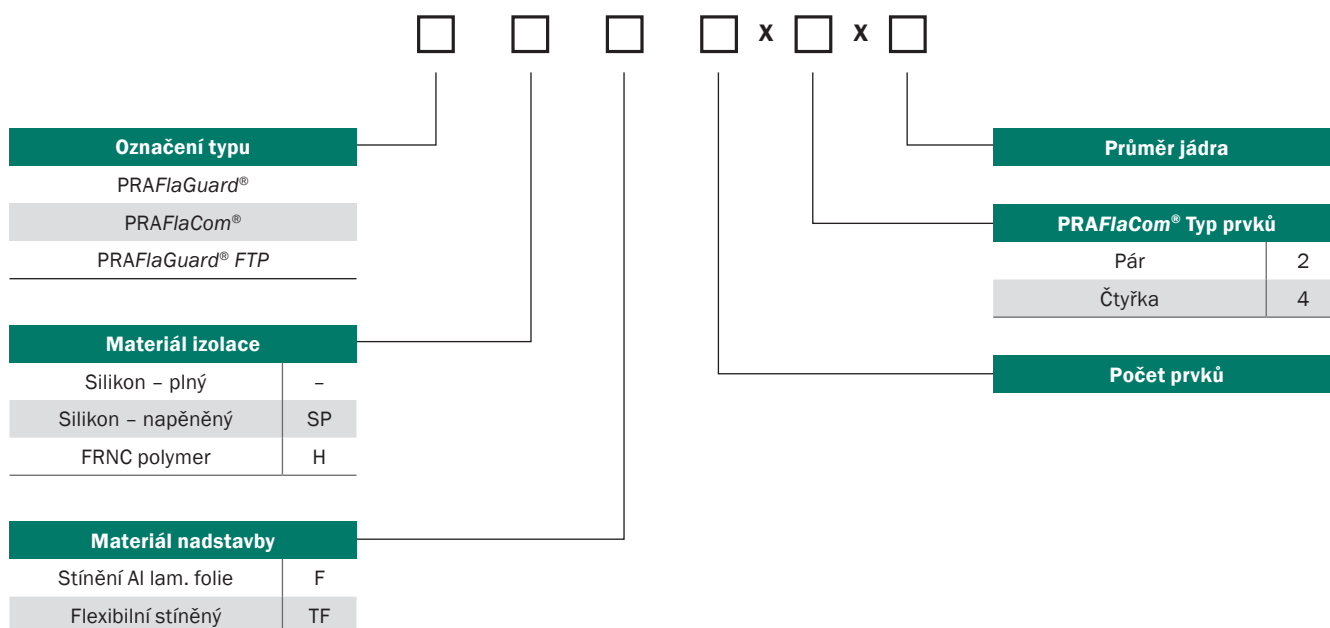 x x
Označení typu
PRAFlaGuard®
PRAFlaCom®
PRAFlaGuard® FTP
Materiál izolace
Silikon – plný –
Silikon – napěněný SP
FRNC polymer H
Materiál nadstavby
Stínění Al lam. folie F
Flexibilní stíněný TF
Průměr jádra
PRAFlaCom® Typ prvků
Pár 2
Čtyřka 4
Počet prvků